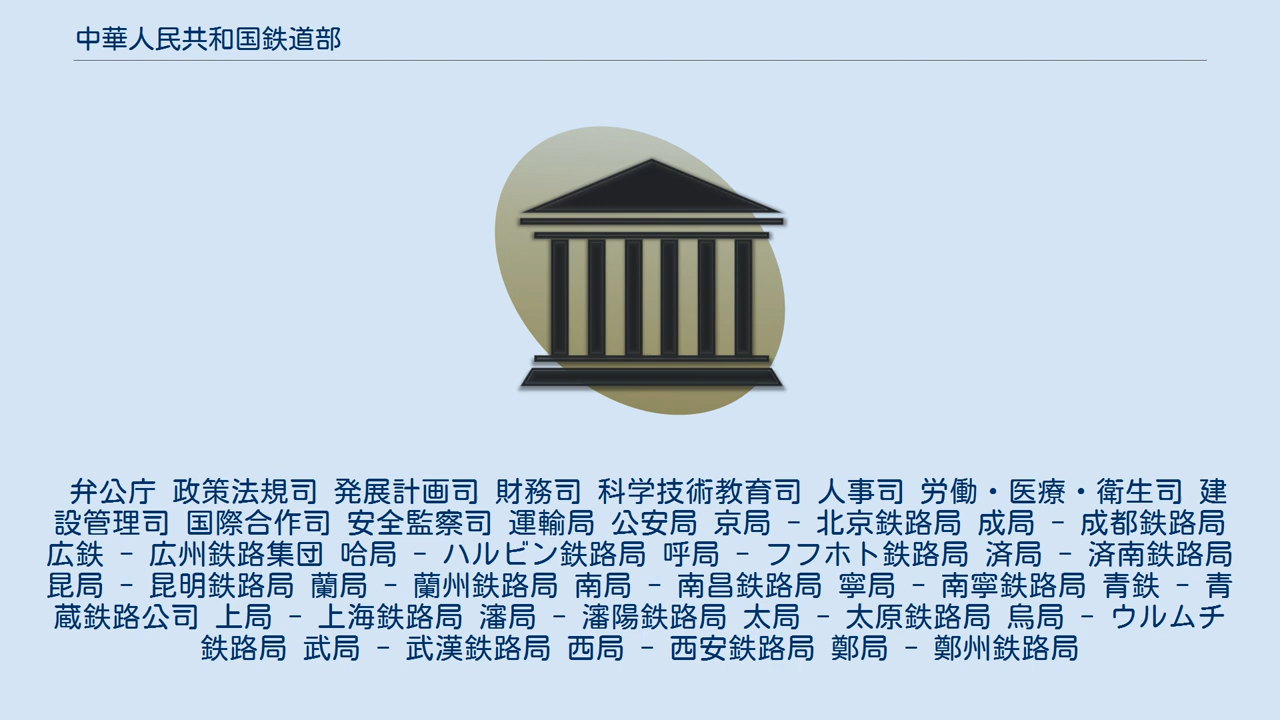 中華人民共和国鉄道部
弁公庁 政策法規司 発展計画司 財務司 科学技術教育司 人事司 労働・医療・衛生司 建
設管理司 国際合作司 安全監察司 運輸局 公安局 京局 - 北京鉄路局 成局 - 成都鉄路局
広鉄 - 広州鉄路集団 哈局 - ハルビン鉄路局 呼局 - フフホト鉄路局 済局 - 済南鉄路局
昆局 - 昆明鉄路局 蘭局 - 蘭州鉄路局 南局 - 南昌鉄路局 寧局 - 南寧鉄路局 青鉄 - 青
蔵鉄路公司 上局 - 上海鉄路局 瀋局 - 瀋陽鉄路局 太局 - 太原鉄路局 烏局 - ウルムチ
鉄路局 武局 - 武漢鉄路局 西局 - 西安鉄路局 鄭局 - 鄭州鉄路局